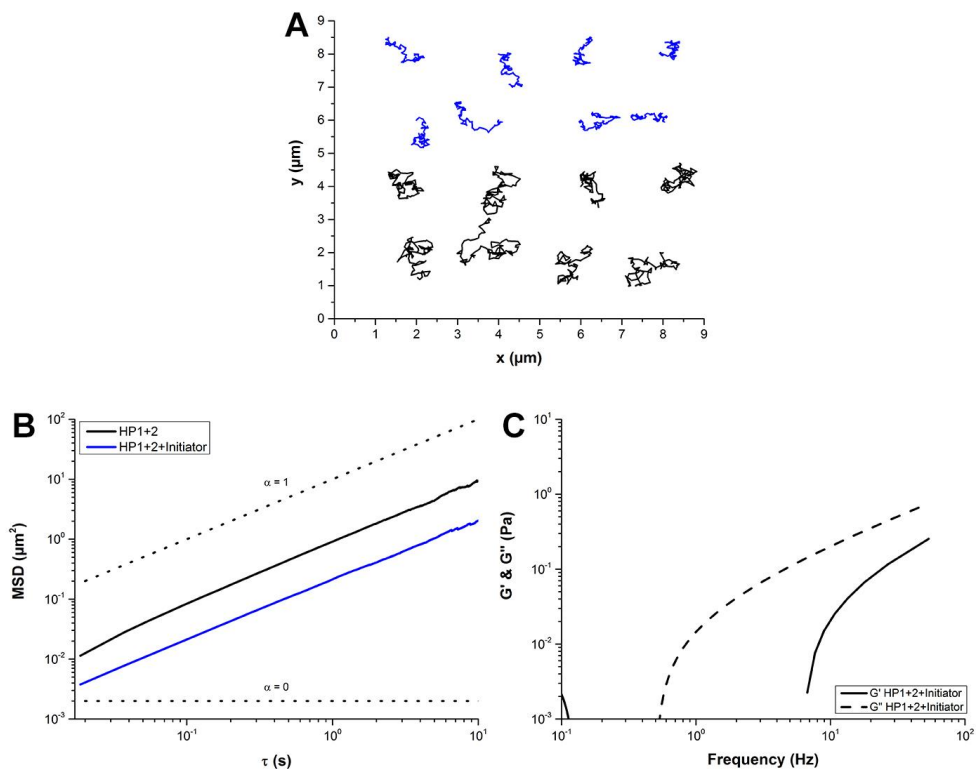 A
9
8
7
6
5
4
3
2
1
0
y (µm)
0 1 2 3 4 5 6 7 8 9
x (µm)
B
HP1+2
HP1+2+Initiator
α = 1
α = 0
10²
10¹
10⁰
10⁻¹
10⁻²
10⁻³
MSD (µm²)
10⁻¹ 10⁰ 10¹
τ (s)
C
10¹
10⁰
10⁻¹
10⁻²
10⁻³
G' & G'' (Pa)
G' HP1+2+Initiator
G'' HP1+2+Initiator
10⁻¹ 10⁰ 10¹ 10²
Frequency (Hz)